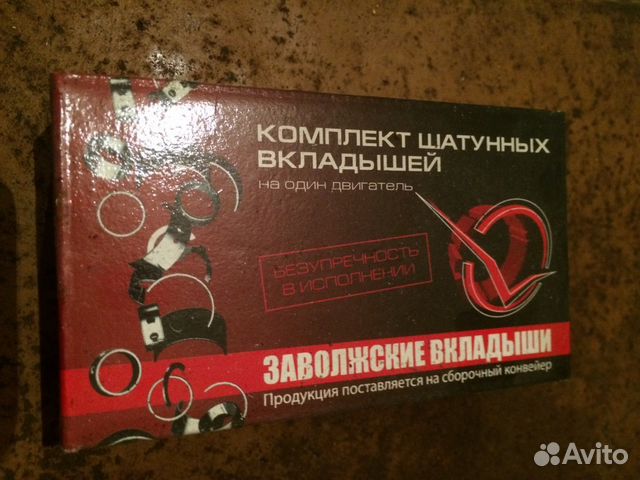 КОМПЛЕКТ ШАТУННЫХ
ВКЛАДЫШЕЙ
на один двигатель
БЕЗУПРЕЧНОСТЬ
В ИСПОЛНЕНИИ
ЗАВОЛЖСКИЕ ВКЛАДЫШИ
Продукция поставляется на сборочный конвейер
Avito